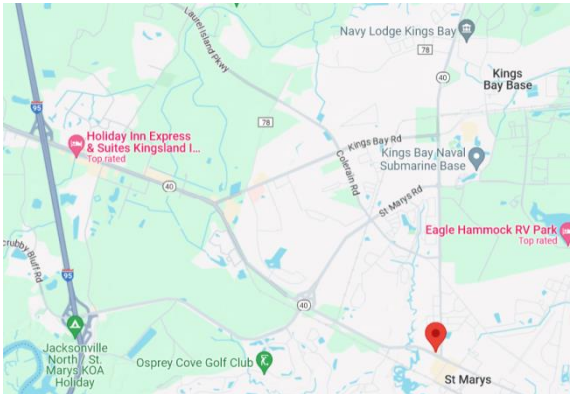 Laurel Island Pkwy
Navy Lodge Kings Bay
78
40
Kings
Bay Base
95
78
Holiday Inn Express
& Suites Kingsland I...
Top rated
Kings Bay Rd
Colerain Rd
Kings Bay Naval
Submarine Base
40
St Marys Rd
Eagle Hammock RV Park
Top rated
crubby Bluff Rd
95
40
Jacksonville
North / St.
Marys KOA
Holiday
Osprey Cove Golf Club
St Marys